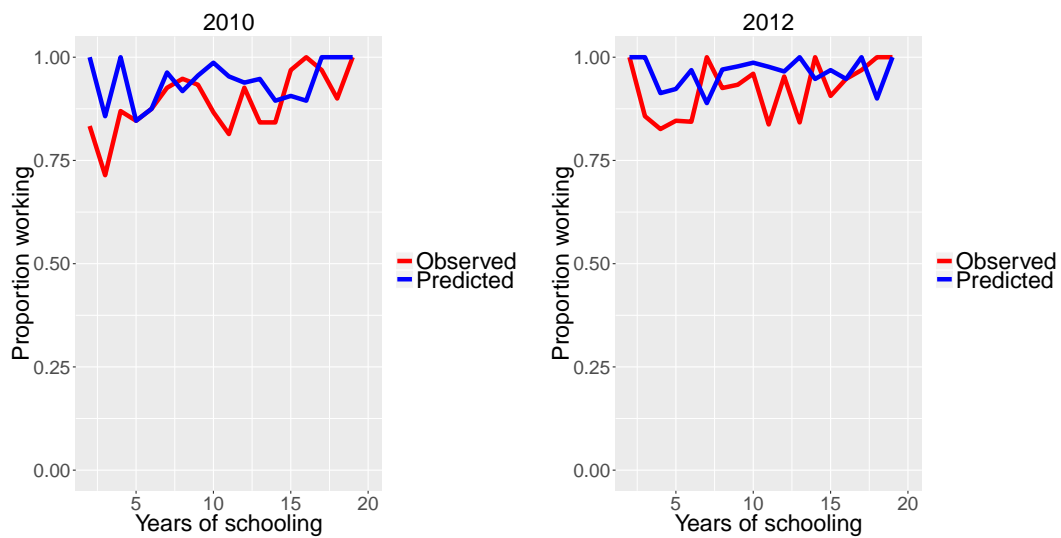 2010
1.00
0.75
0.50
0.25
0.00
Proportion working
5 10 15 20
Years of schooling
Observed
Predicted
2012
1.00
0.75
0.50
0.25
0.00
Proportion working
5 10 15 20
Years of schooling
Observed
Predicted